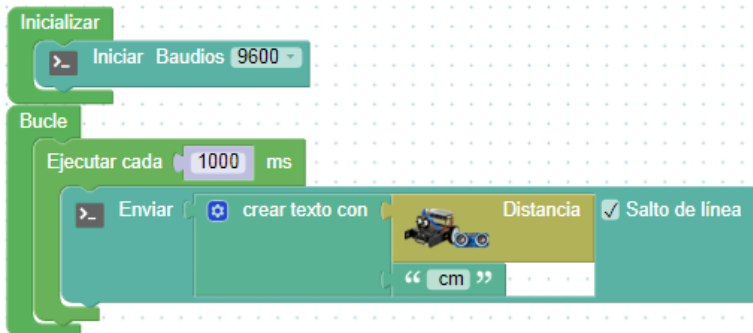 Inicializar
>_ Iniciar Baudios 9600
Bucle
Ejecutar cada 1000 ms
>_ Enviar crear texto con Distancia Salto de línea
“ cm ”